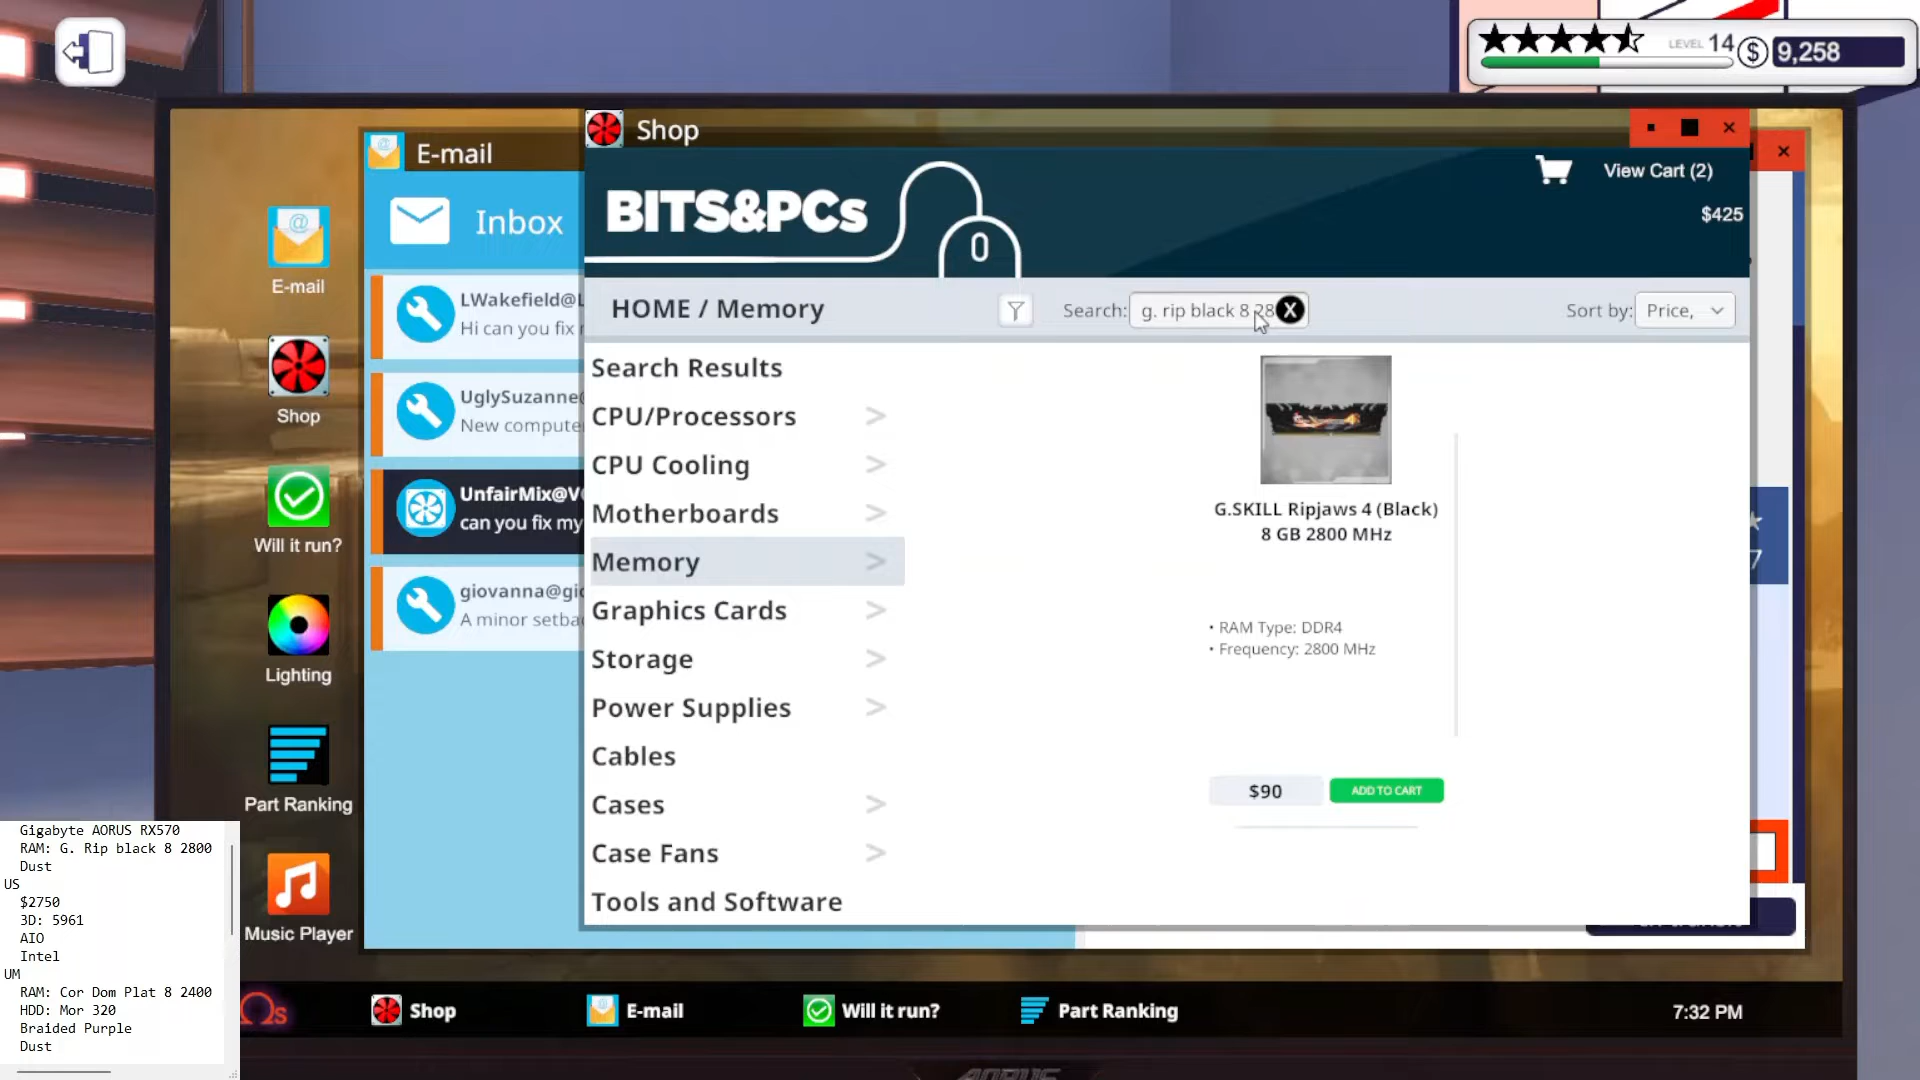 LEVEL 14
$ 9,258
Shop
E-mail
View Cart (2)
BITS&PCs
$425
Inbox
E-mail
LWakefield@L
Hi can you fix
HOME / Memory
Search:
g. rip black 8 28
X
Sort by:
Price,
Search Results
CPU/Processors >
UglySuzanne@
New compute
Shop
CPU Cooling >
UnfairMix@V
can you fix my
Motherboards >
G.SKILL Ripjaws 4 (Black)
8 GB 2800 MHz
Will it run?
Memory >
giovanna@gi
A minor setba
Graphics Cards >
• RAM Type: DDR4
• Frequency: 2800 MHz
Lighting
Storage >
Power Supplies >
Cables
$90
ADD TO CART
Part Ranking
Cases >
Case Fans >
Tools and Software
Music Player
Gigabyte AORUS RX570
RAM: G. Rip black 8 2800
Dust
US
$2750
3D: 5961
AIO
Intel
UM
RAM: Cor Dom Plat 8 2400
HDD: Mor 320
Braided Purple
Dust
Shop
E-mail
Will it run?
Part Ranking
7:32 PM
AORUS